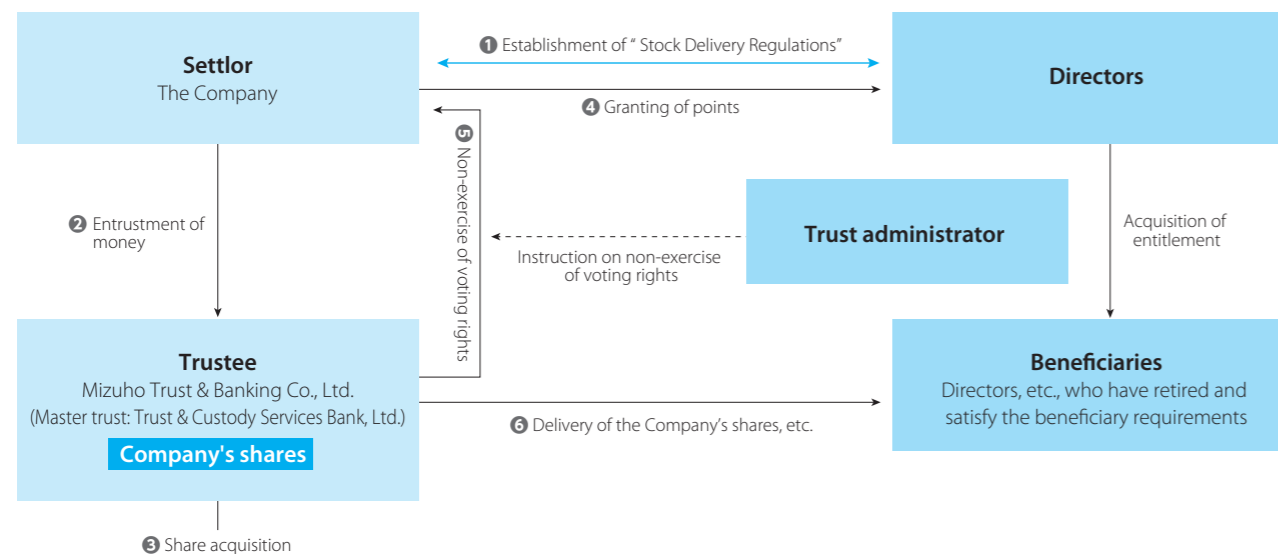 Settlor
The Company
❶ Establishment of “ Stock Delivery Regulations”
❹ Granting of points
Directors
❷ Entrustment of
money
❺ Non-exercise of voting rights
Instruction on non-exercise
of voting rights
Trust administrator
Acquisition of
entitlement
Trustee
Mizuho Trust & Banking Co., Ltd.
(Master trust: Trust & Custody Services Bank, Ltd.)
Company's shares
❻ Delivery of the Company’s shares, etc.
Beneficiaries
Directors, etc., who have retired and
satisfy the beneficiary requirements
❸ Share acquisition